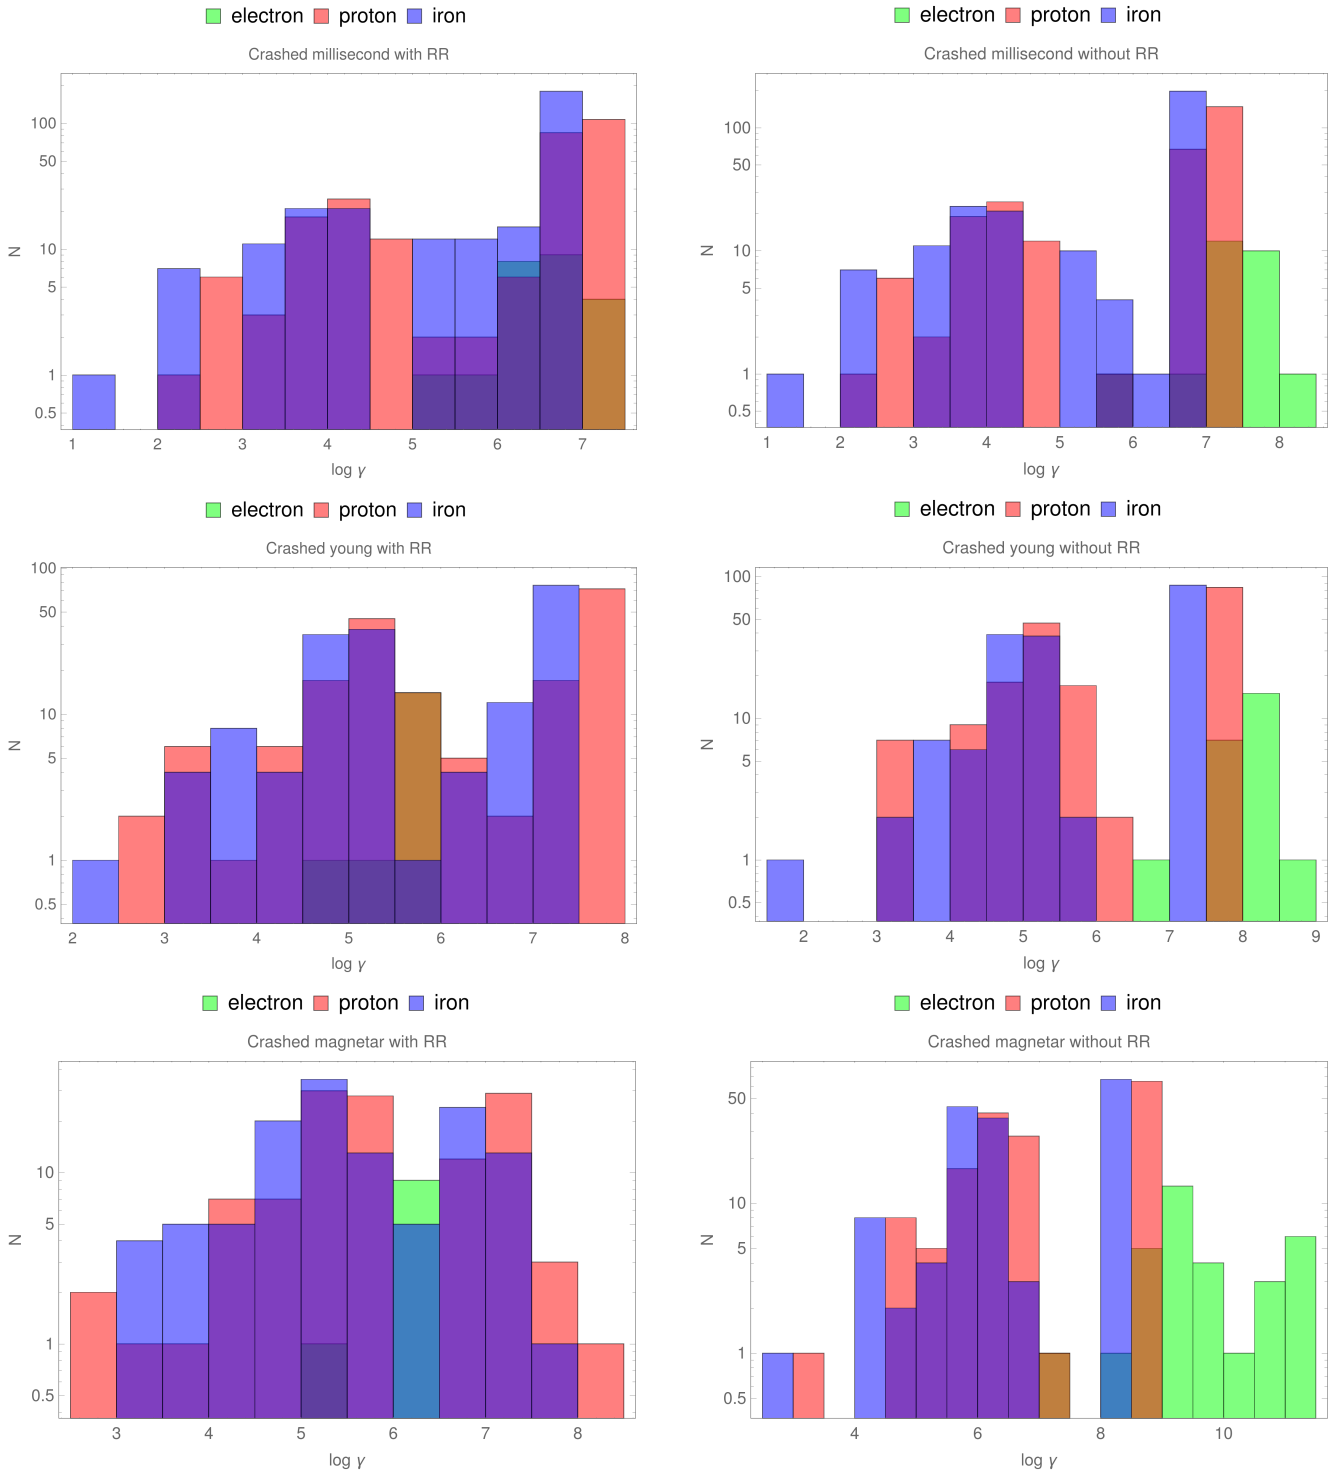 electron proton iron
Crashed millisecond with RR
100
50
10
5
1
0.5
N
1 2 3 4 5 6 7
log γ
electron proton iron
Crashed millisecond without RR
100
50
10
5
1
0.5
N
1 2 3 4 5 6 7 8
log γ
electron proton iron
Crashed young with RR
100
50
10
5
1
0.5
N
2 3 4 5 6 7 8
log γ
electron proton iron
Crashed young without RR
100
50
10
5
1
0.5
N
2 3 4 5 6 7 8 9
log γ
electron proton iron
Crashed magnetar with RR
10
5
1
0.5
N
3 4 5 6 7 8
log γ
electron proton iron
Crashed magnetar without RR
50
10
5
1
0.5
N
4 6 8 10
log γ